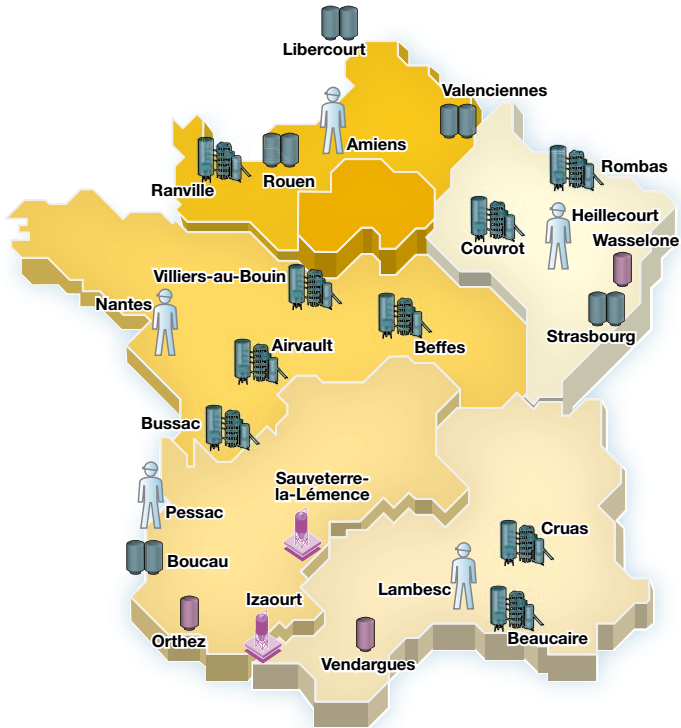 Libercourt
Valenciennes
Amiens
Rouen
Ranville
Rombas
Heillecourt
Couvrot
Wasselone
Villiers-au-Bouin
Nantes
Strasbourg
Airvault
Beffes
Bussac
Sauveterre-
la-Lémence
Pessac
Cruas
Boucau
Lambesc
Izaourt
Orthez
Beaucaire
Vendargues